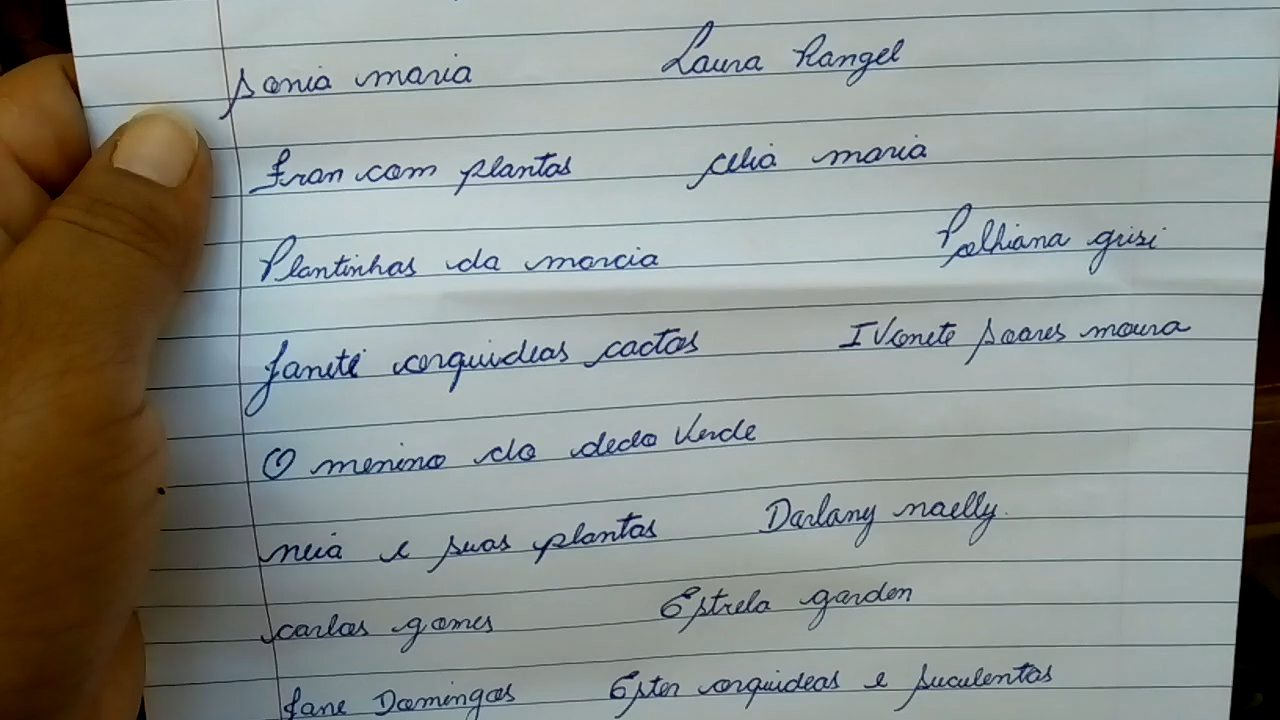 sonia maria Laura Rangel
fran com plantas celia maria
Plantinhas da marcia Polhiana grisi
Janete orquideas cactos IVonete soares moura
O menino do dedo Verde
neia e suas plantas Darlany naelly.
carlos gomes Estrela garden
Jane Domingos Ester orquideas e suculentas